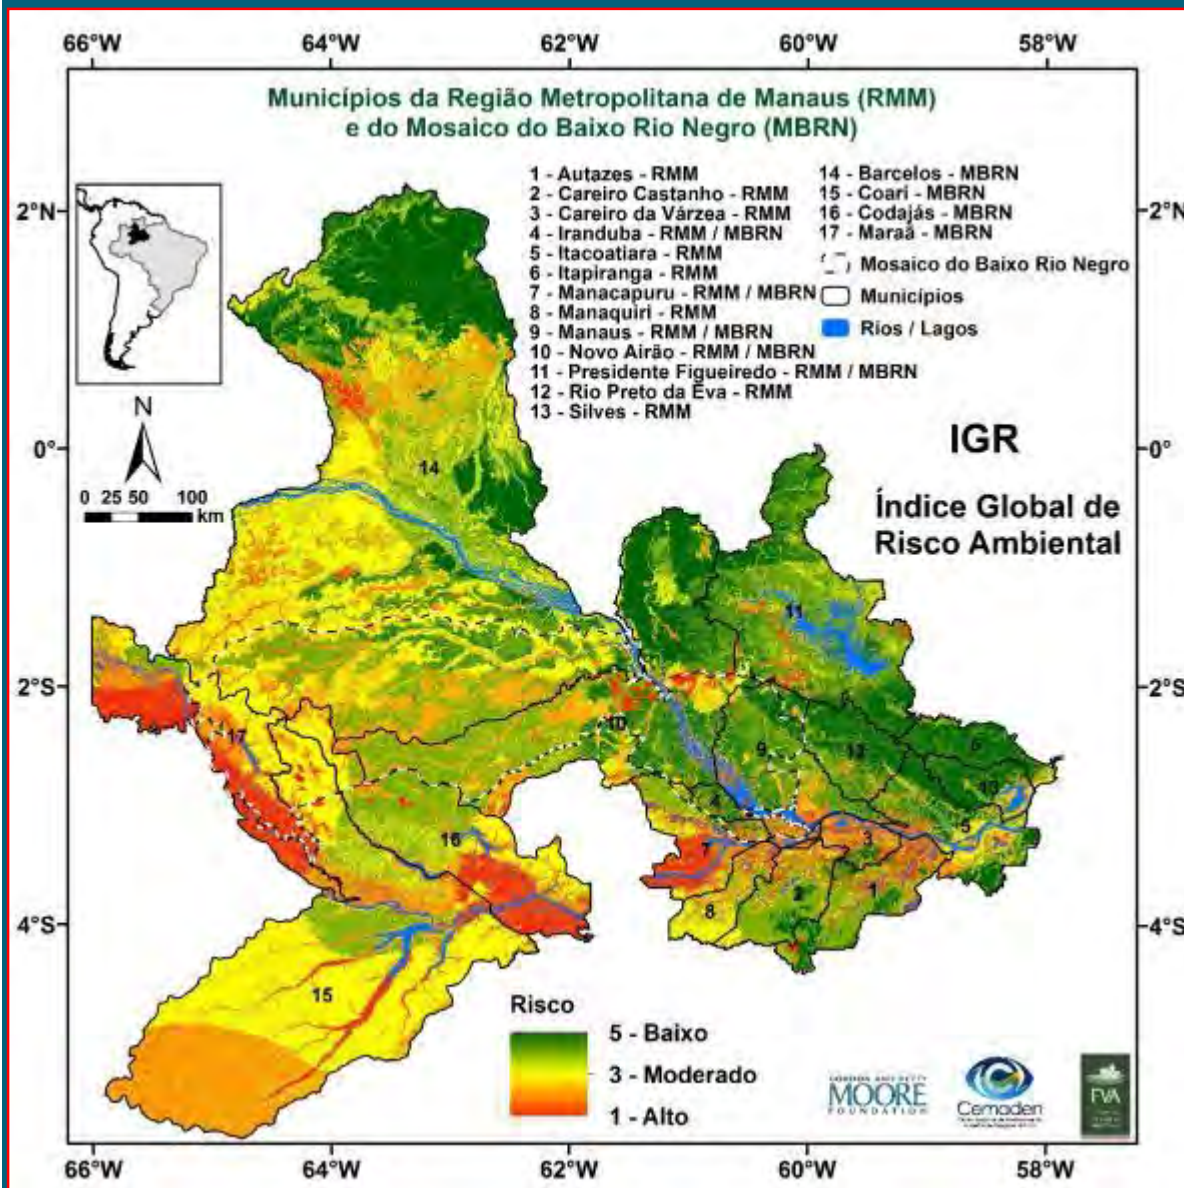 66°W 64°W 62°W 60°W 58°W
Municípios da Região Metropolitana de Manaus (RMM)
e do Mosaico do Baixo Rio Negro (MBRN)
1 - Autazes - RMM
2 - Careiro Castanho - RMM
3 - Careiro da Várzea - RMM
4 - Iranduba - RMM / MBRN
5 - Itacoatiara - RMM
6 - Itapiranga - RMM
7 - Manacapuru - RMM / MBRN
8 - Manaquiri - RMM
9 - Manaus - RMM / MBRN
10 - Novo Airão - RMM / MBRN
11 - Presidente Figueiredo - RMM / MBRN
12 - Rio Preto da Eva - RMM
13 - Silves - RMM
14 - Barcelos - MBRN
15 - Coari - MBRN
16 - Codajás - MBRN
17 - Maraã - MBRN
Mosaico do Baixo Rio Negro
Municípios
Rios / Lagos
2°N
2°N
N
0 25 50 100
km
0°
0°
IGR
Índice Global de
Risco Ambiental
14
11
2°S
2°S
17
10
9
12
6
13
4
5
16
3
7
2
1
8
4°S
4°S
15
Risco
5 - Baixo
3 - Moderado
1 - Alto
GORDON AND BETTY
MOORE
FOUNDATION
Cemaden
FVA
66°W 64°W 62°W 60°W 58°W